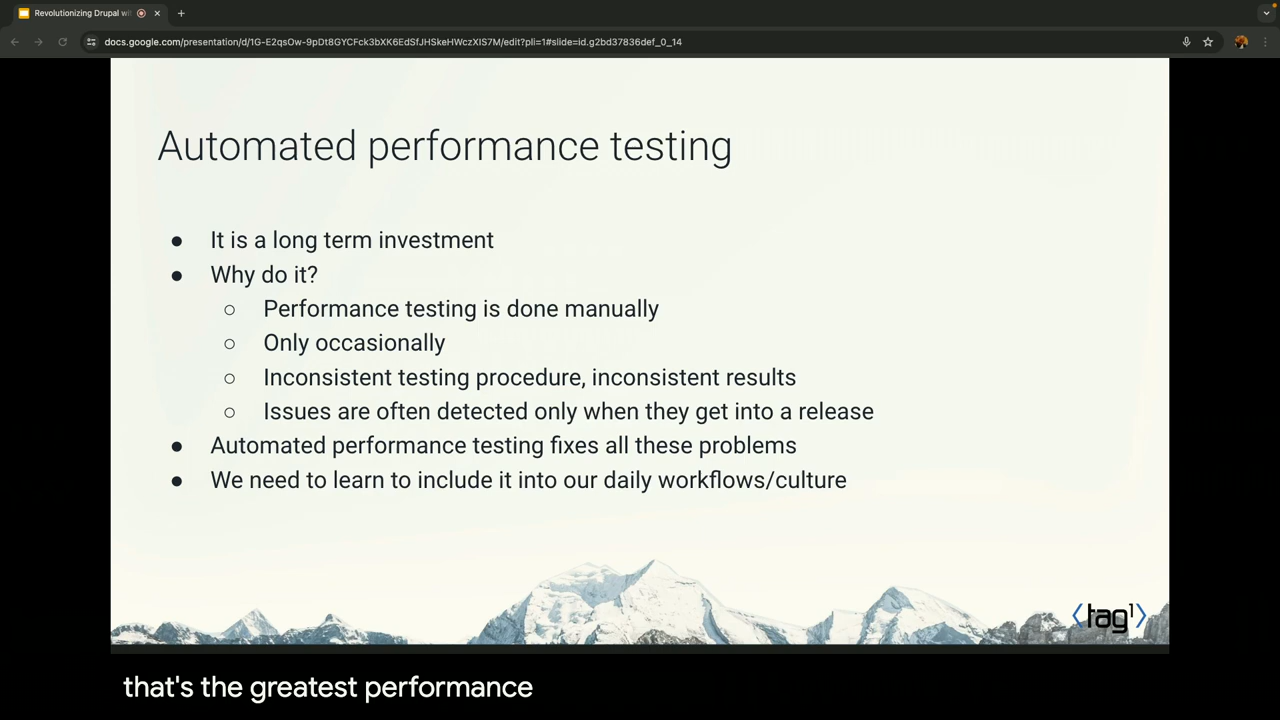 Revolutionizing Drupal wit
docs.google.com/presentation/d/1G-E2qsOw-9pDt8GYCFck3bXK6EdSfJHSkeHWczXIS7M/edit?pli=1#slide=id.g2bd37836def_0_14
Automated performance testing
● It is a long term investment
● Why do it?
○ Performance testing is done manually
○ Only occasionally
○ Inconsistent testing procedure, inconsistent results
○ Issues are often detected only when they get into a release
● Automated performance testing fixes all these problems
● We need to learn to include it into our daily workflows/culture
⟨tag1⟩
that's the greatest performance